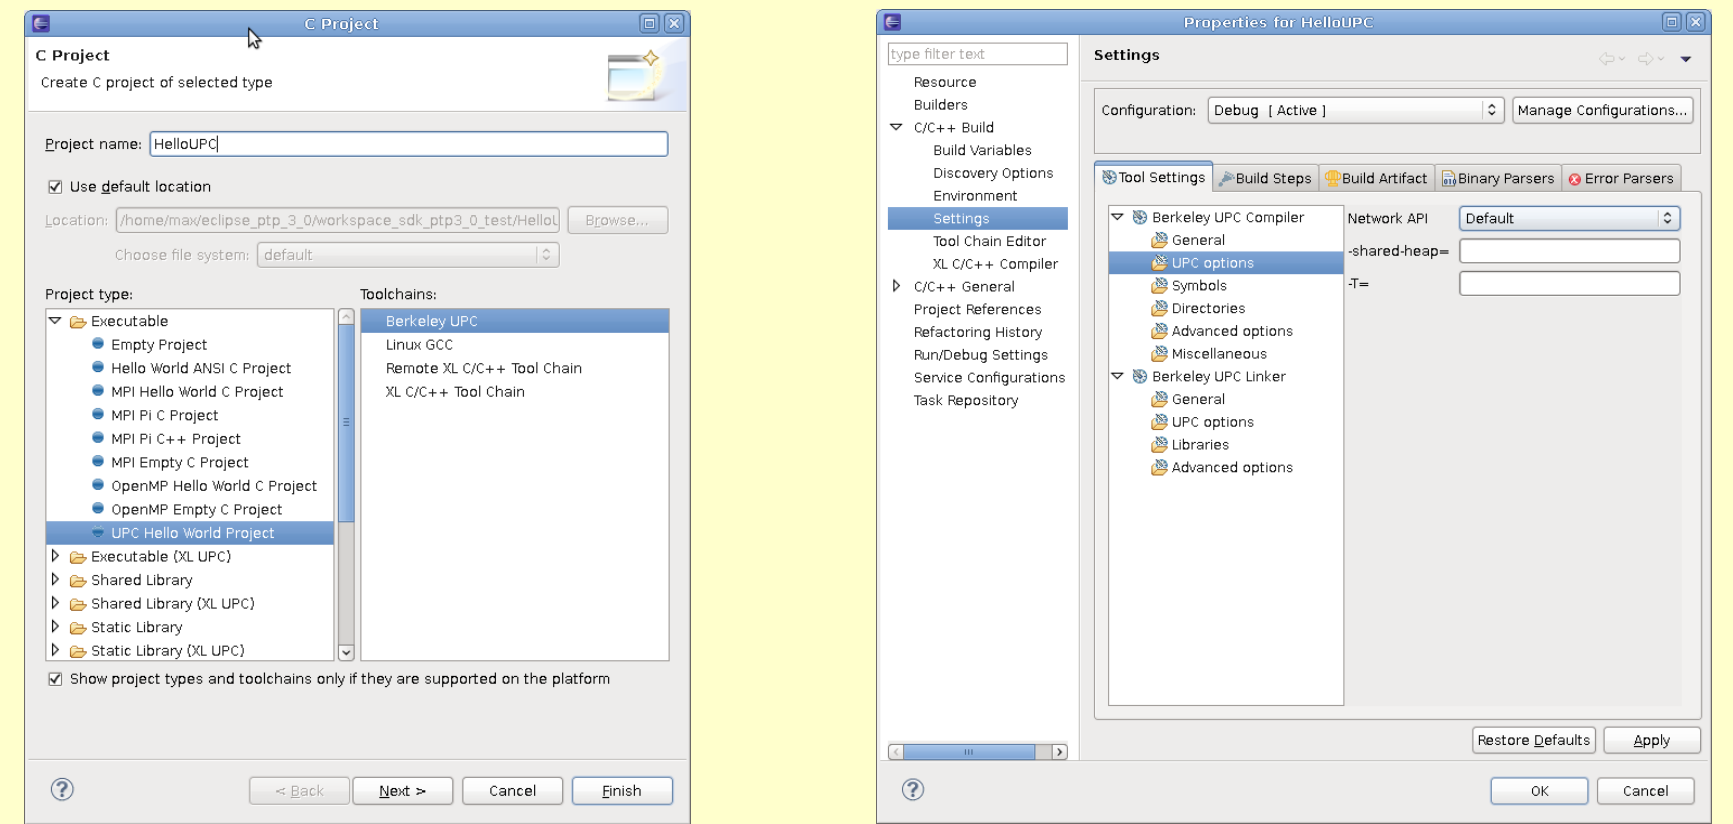 C Project
C Project
Create C project of selected type
Project name: HelloUPC
Use default location
Location: /home/max/eclipse_ptp_3_0/workspace_sdk_ptp3_0_test/HelloU Browse...
Choose file system: default
Project type:
Executable
Empty Project
Hello World ANSI C Project
MPI Hello World C Project
MPI Pi C Project
MPI Pi C++ Project
MPI Empty C Project
OpenMP Hello World C Project
OpenMP Empty C Project
UPC Hello World Project
Executable (XL UPC)
Shared Library
Shared Library (XL UPC)
Static Library
Static Library (XL UPC)
Toolchains:
Berkeley UPC
Linux GCC
Remote XL C/C++ Tool Chain
XL C/C++ Tool Chain
Show project types and toolchains only if they are supported on the platform
< Back Next > Cancel Finish
Properties for HelloUPC
type filter text
Resource
Builders
C/C++ Build
Build Variables
Discovery Options
Environment
Settings
Tool Chain Editor
XL C/C++ Compiler
C/C++ General
Project References
Refactoring History
Run/Debug Settings
Service Configurations
Task Repository
Settings
Configuration: Debug [ Active ] Manage Configurations...
Tool Settings Build Steps Build Artifact Binary Parsers Error Parsers
Berkeley UPC Compiler
General
UPC options
Symbols
Directories
Advanced options
Miscellaneous
Berkeley UPC Linker
General
UPC options
Libraries
Advanced options
Network API Default
-shared-heap=
-T=
Restore Defaults Apply
OK Cancel